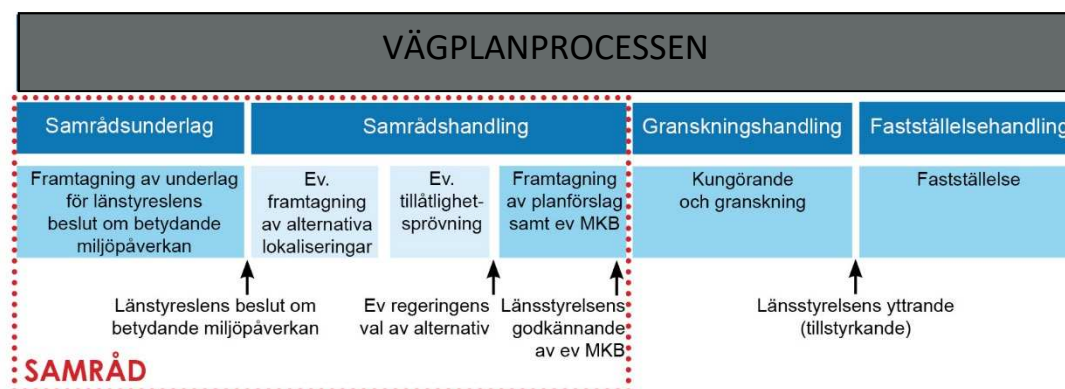 VÄGPLANPROCESSEN
Samrådsunderlag
Samrådshandling
Granskningshandling
Fastställelsehandling
Framtagning av underlag
för länstyreslens
beslut om betydande
miljöpåverkan
Ev.
framtagning
av alternativa
lokaliseringar
Ev.
tillåtlighet-
sprövning
Framtagning
av planförslag
samt ev MKB
Kungörande
och granskning
Fastställelse
Länstyreslens beslut om
betydande miljöpåverkan
Ev regeringens
val av alternativ
Länsstyrelsens
godkännande
av ev MKB
Länsstyrelsens yttrande
(tillstyrkande)
SAMRÅD